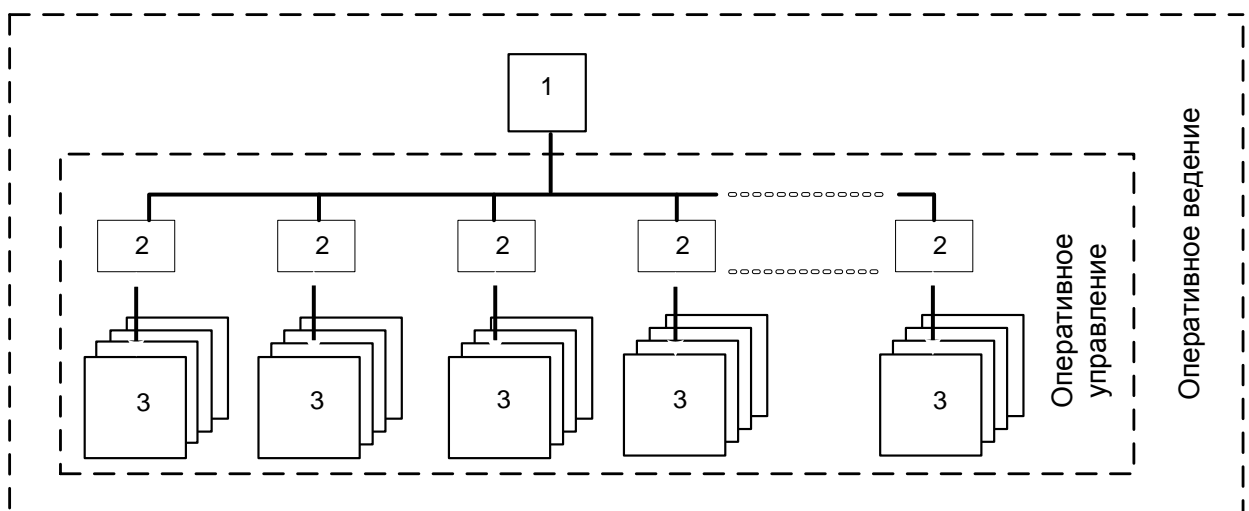 1
2 2 2 2 2
3 3 3 3 3
Оперативное
управление
Оперативное ведение